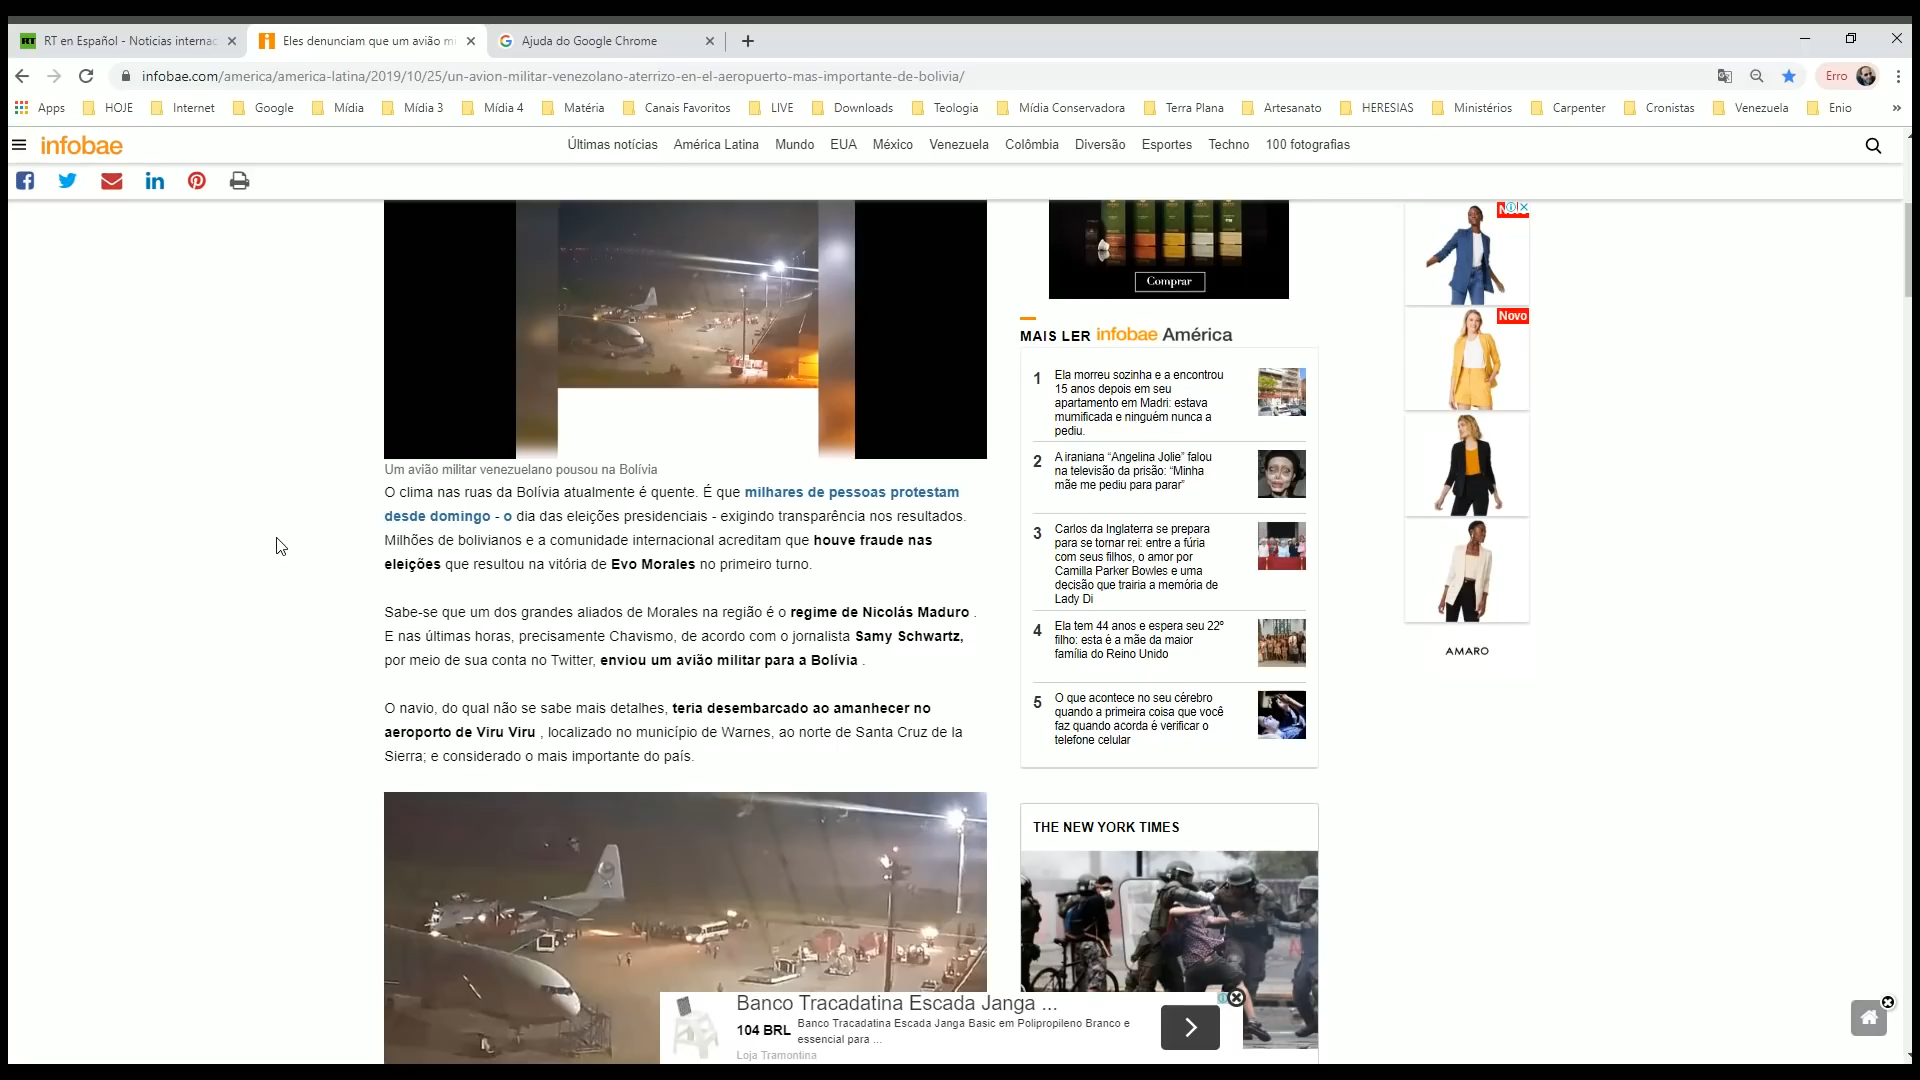 RT en Español - Noticias internac
Eles denunciam que um avião mi
Ajuda do Google Chrome
infobae.com/america/america-latina/2019/10/25/un-avion-militar-venezolano-aterrizo-en-el-aeropuerto-mas-importante-de-bolivia/
Erro
Apps HOJE Internet Google Mídia Mídia 3 Mídia 4 Matéria Canais Favoritos LIVE Downloads Teologia Mídia Conservadora Terra Plana Artesanato HERESIAS Ministérios Carpenter Cronistas Venezuela Enio »
infobae
Últimas notícias América Latina Mundo EUA México Venezuela Colômbia Diversão Esportes Techno 100 fotografias
Um avião militar venezuelano pousou na Bolívia
O clima nas ruas da Bolívia atualmente é quente. É que milhares de pessoas protestam
desde domingo - o dia das eleições presidenciais - exigindo transparência nos resultados.
Milhões de bolivianos e a comunidade internacional acreditam que houve fraude nas
eleições que resultou na vitória de Evo Morales no primeiro turno.
Sabe-se que um dos grandes aliados de Morales na região é o regime de Nicolás Maduro .
E nas últimas horas, precisamente Chavismo, de acordo com o jornalista Samy Schwartz,
por meio de sua conta no Twitter, enviou um avião militar para a Bolívia .
O navio, do qual não se sabe mais detalhes, teria desembarcado ao amanhecer no
aeroporto de Viru Viru , localizado no município de Warnes, ao norte de Santa Cruz de la
Sierra; e considerado o mais importante do país.
Comprar
MAIS LER infobae América
1 Ela morreu sozinha e a encontrou
15 anos depois em seu
apartamento em Madri: estava
mumificada e ninguém nunca a
pediu.
2 A iraniana “Angelina Jolie” falou
na televisão da prisão: “Minha
mãe me pediu para parar”
3 Carlos da Inglaterra se prepara
para se tornar rei: entre a fúria
com seus filhos, o amor por
Camilla Parker Bowles e uma
decisão que trairia a memória de
Lady Di
4 Ela tem 44 anos e espera seu 22º
filho: esta é a mãe da maior
família do Reino Unido
5 O que acontece no seu cérebro
quando a primeira coisa que você
faz quando acorda é verificar o
telefone celular
THE NEW YORK TIMES
Novo
AMARO
Banco Tracadatina Escada Janga ...
104 BRL
Banco Tracadatina Escada Janga Basic em Polipropileno Branco e
essencial para ...
Loja Tramontina